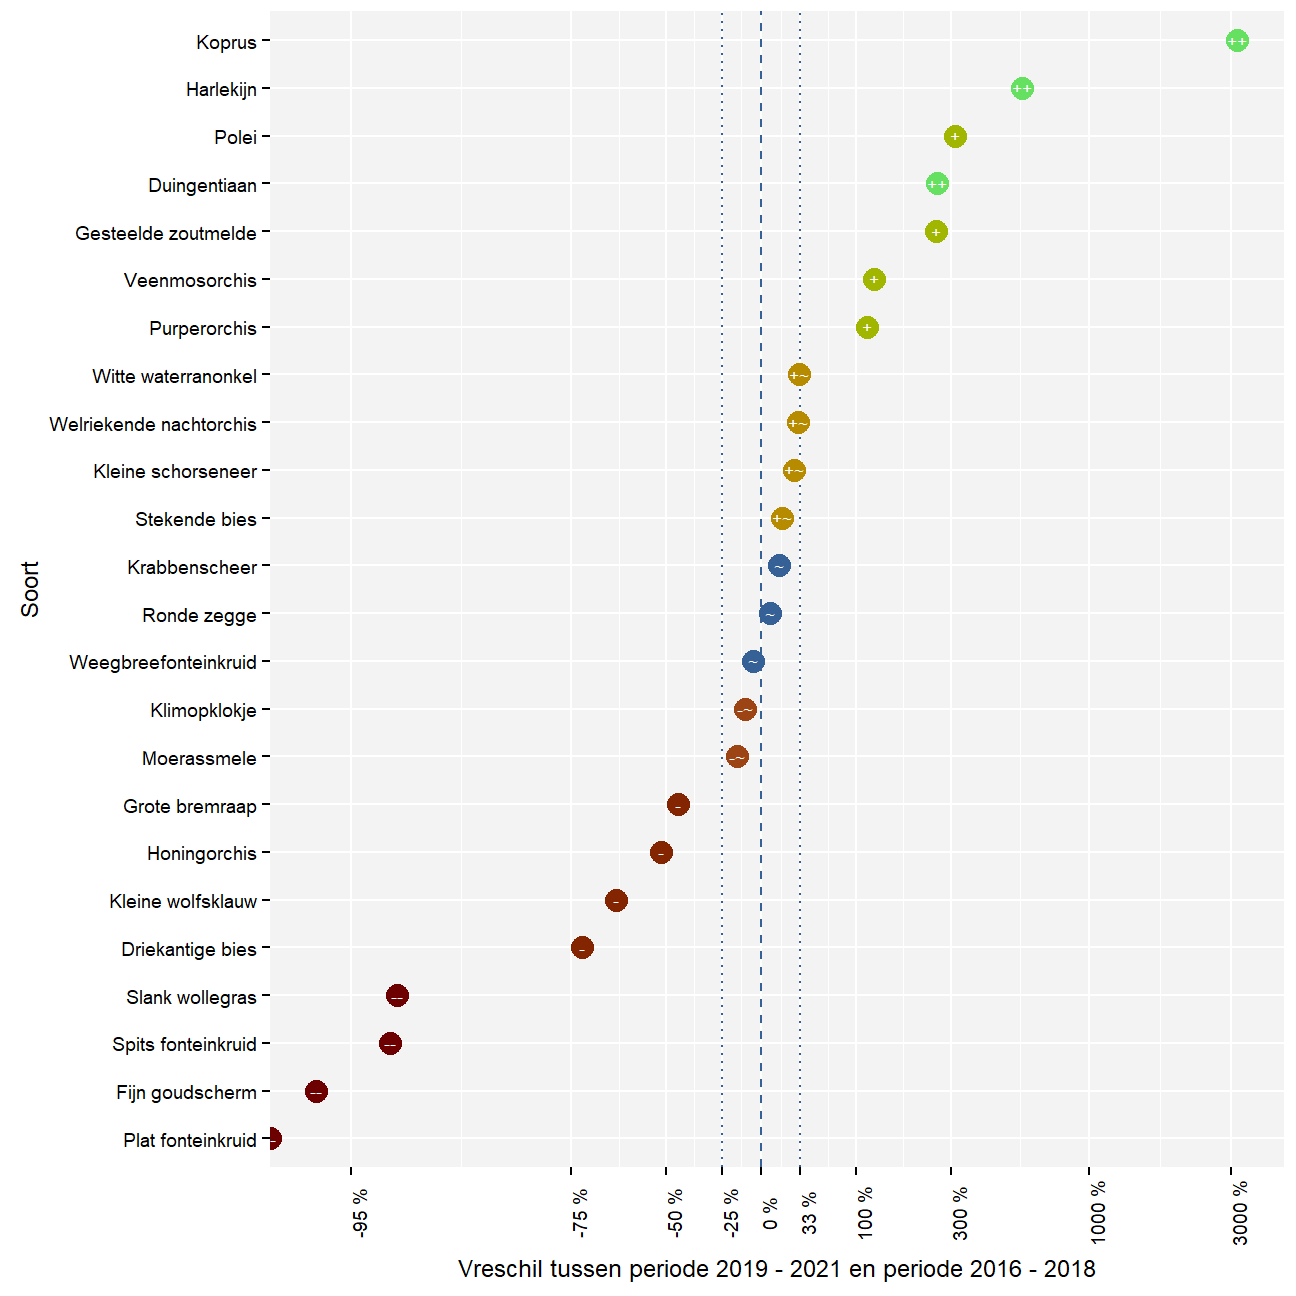 Koprus ++
Harlekijn ++
Polei +
Duingentiaan ++
Gesteelde zoutmelde +
Veenmosorchis +
Purperorchis +
Witte waterranonkel +~
Welriekende nachtorchis +~
Kleine schorseneer +~
Stekende bies +~
Krabbenscheer ~
Ronde zegge ~
Weegbreefonteinkruid ~
Klimopklokje -~
Moerassmele -~
Grote bremraap -
Honingorchis -
Kleine wolfsklauw -
Driekantige bies -
Slank wollegras --
Spits fonteinkruid --
Fijn goudscherm --
Plat fonteinkruid
Soort
-95 % -75 % -50 % -25 % 0 % 33 % 100 % 300 % 1000 % 3000 %
Vreschil tussen periode 2019 - 2021 en periode 2016 - 2018